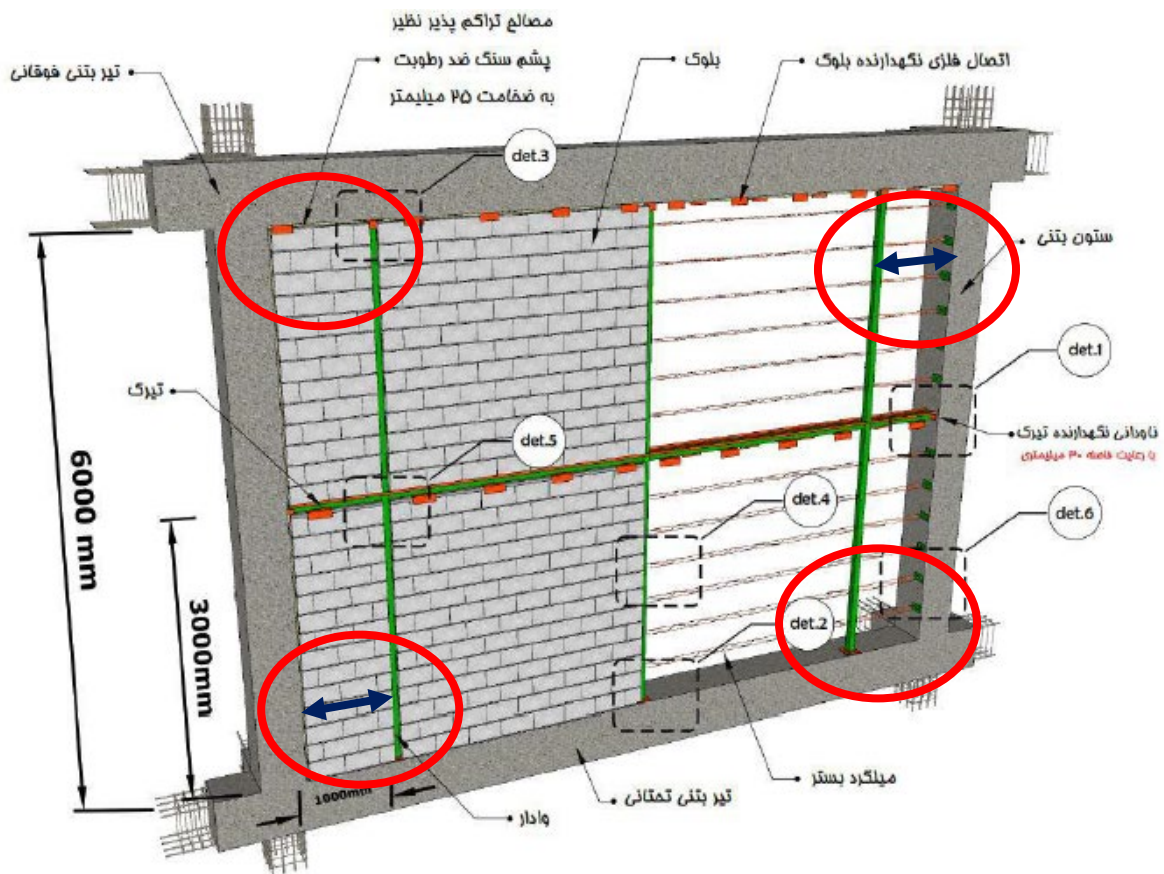 مصالح تراکم پذیر نظیر
پشم سنگ ضد رطوبت
به ضخامت ۲۵ میلیمتر
تیر بتنی فوقانی
بلوک
اتصال فلزی نگهدارنده بلوک
det.3
ستون بتنی
det.1
تیرک
det.5
ناودانی نگهدارنده تیرک
با رعایت فاصله ۳۰ میلیمتری
6000 mm
det.4
det.6
3000mm
det.2
1000mm
میلگرد بستر
تیر بتنی تحتانی
وادار